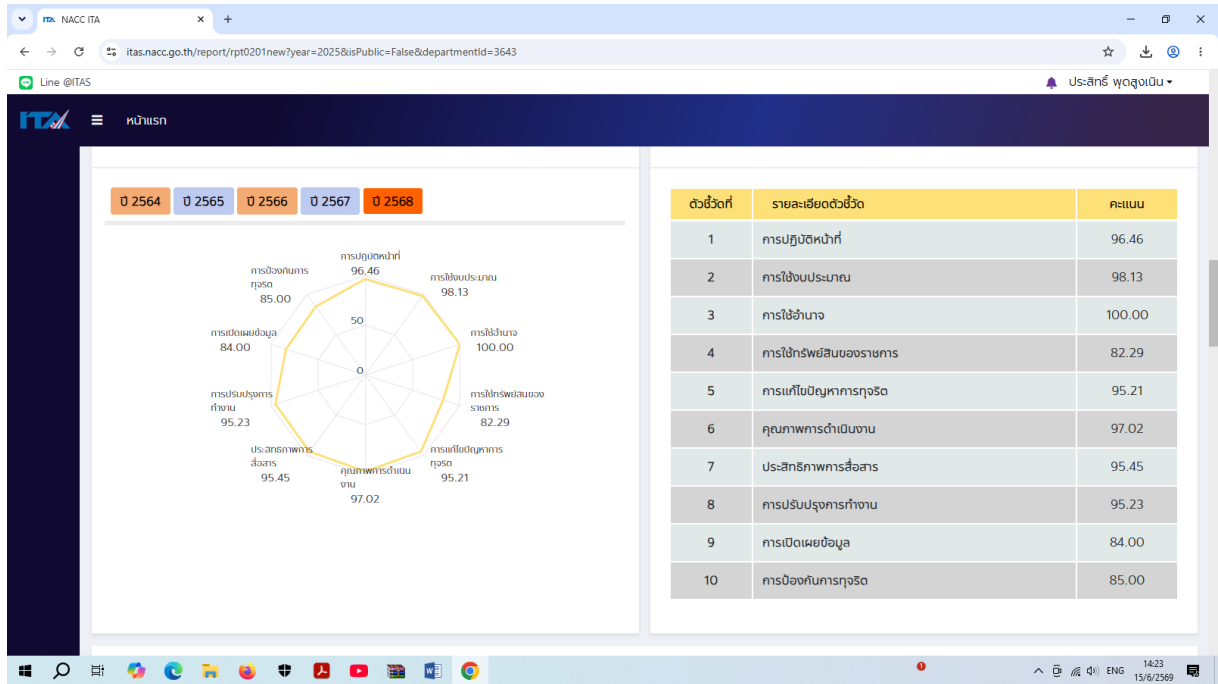 NACC ITA
itas.nacc.go.th/report/rpt0201new?year=2025&isPublic=False&departmentId=3643
Line @ITAS
ประสิทธิ์ พุดสูงเนิน
ITA หน้าแรก
ปี 2564 ปี 2565 ปี 2566 ปี 2567 ปี 2568
การปฏิบัติหน้าที่
96.46
การใช้งบประมาณ
98.13
การใช้อำนาจ
100.00
การใช้ทรัพย์สินของ
ราชการ
82.29
การแก้ไขปัญหาการ
ทุจริต
95.21
คุณภาพการดำเนิน
งาน
97.02
ประสิทธิภาพการ
สื่อสาร
95.45
การปรับปรุงการ
ทำงาน
95.23
การเปิดเผยข้อมูล
84.00
การป้องกันการ
ทุจริต
85.00
50
0
ตัวชี้วัดที่ รายละเอียดตัวชี้วัด คะแนน
1 การปฏิบัติหน้าที่ 96.46
2 การใช้งบประมาณ 98.13
3 การใช้อำนาจ 100.00
4 การใช้ทรัพย์สินของราชการ 82.29
5 การแก้ไขปัญหาการทุจริต 95.21
6 คุณภาพการดำเนินงาน 97.02
7 ประสิทธิภาพการสื่อสาร 95.45
8 การปรับปรุงการทำงาน 95.23
9 การเปิดเผยข้อมูล 84.00
10 การป้องกันการทุจริต 85.00
ENG
14:23
15/6/2569